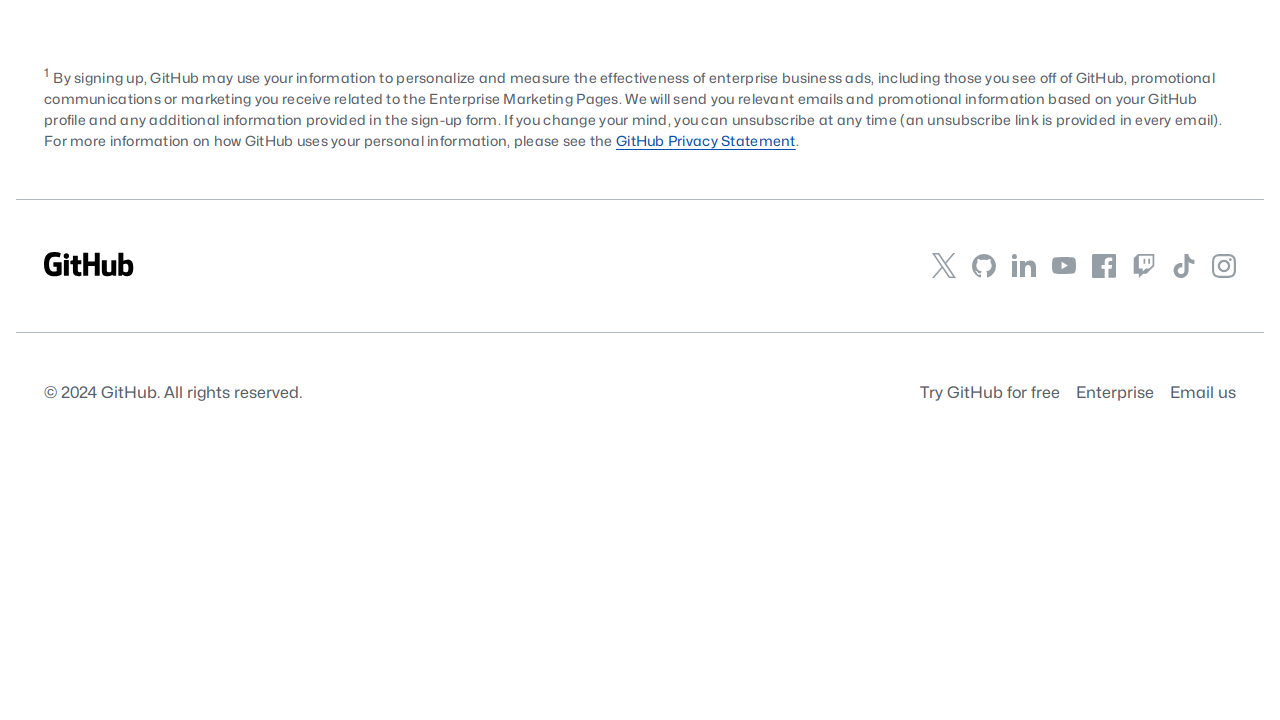 1 By signing up, GitHub may use your information to personalize and measure the effectiveness of enterprise business ads, including those you see off of GitHub, promotional
communications or marketing you receive related to the Enterprise Marketing Pages. We will send you relevant emails and promotional information based on your GitHub
profile and any additional information provided in the sign-up form. If you change your mind, you can unsubscribe at any time (an unsubscribe link is provided in every email).
For more information on how GitHub uses your personal information, please see the GitHub Privacy Statement.
GitHub
© 2024 GitHub. All rights reserved.
Try GitHub for free Enterprise Email us